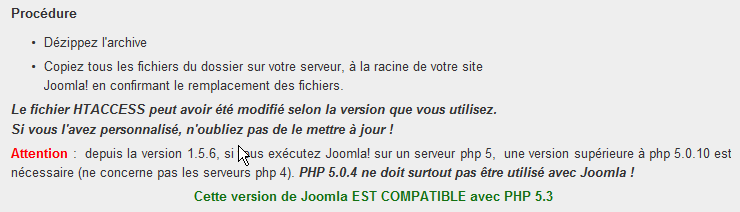 Procédure
• Dézippez l'archive
• Copiez tous les fichiers du dossier sur votre serveur, à la racine de votre site
Joomla! en confirmant le remplacement des fichiers.
Le fichier HTACCESS peut avoir été modifié selon la version que vous utilisez.
Si vous l'avez personnalisé, n'oubliez pas de le mettre à jour !
Attention : depuis la version 1.5.6, si vous exécutez Joomla! sur un serveur php 5, une version supérieure à php 5.0.10 est
nécessaire (ne concerne pas les serveurs php 4). PHP 5.0.4 ne doit surtout pas être utilisé avec Joomla !
Cette version de Joomla EST COMPATIBLE avec PHP 5.3